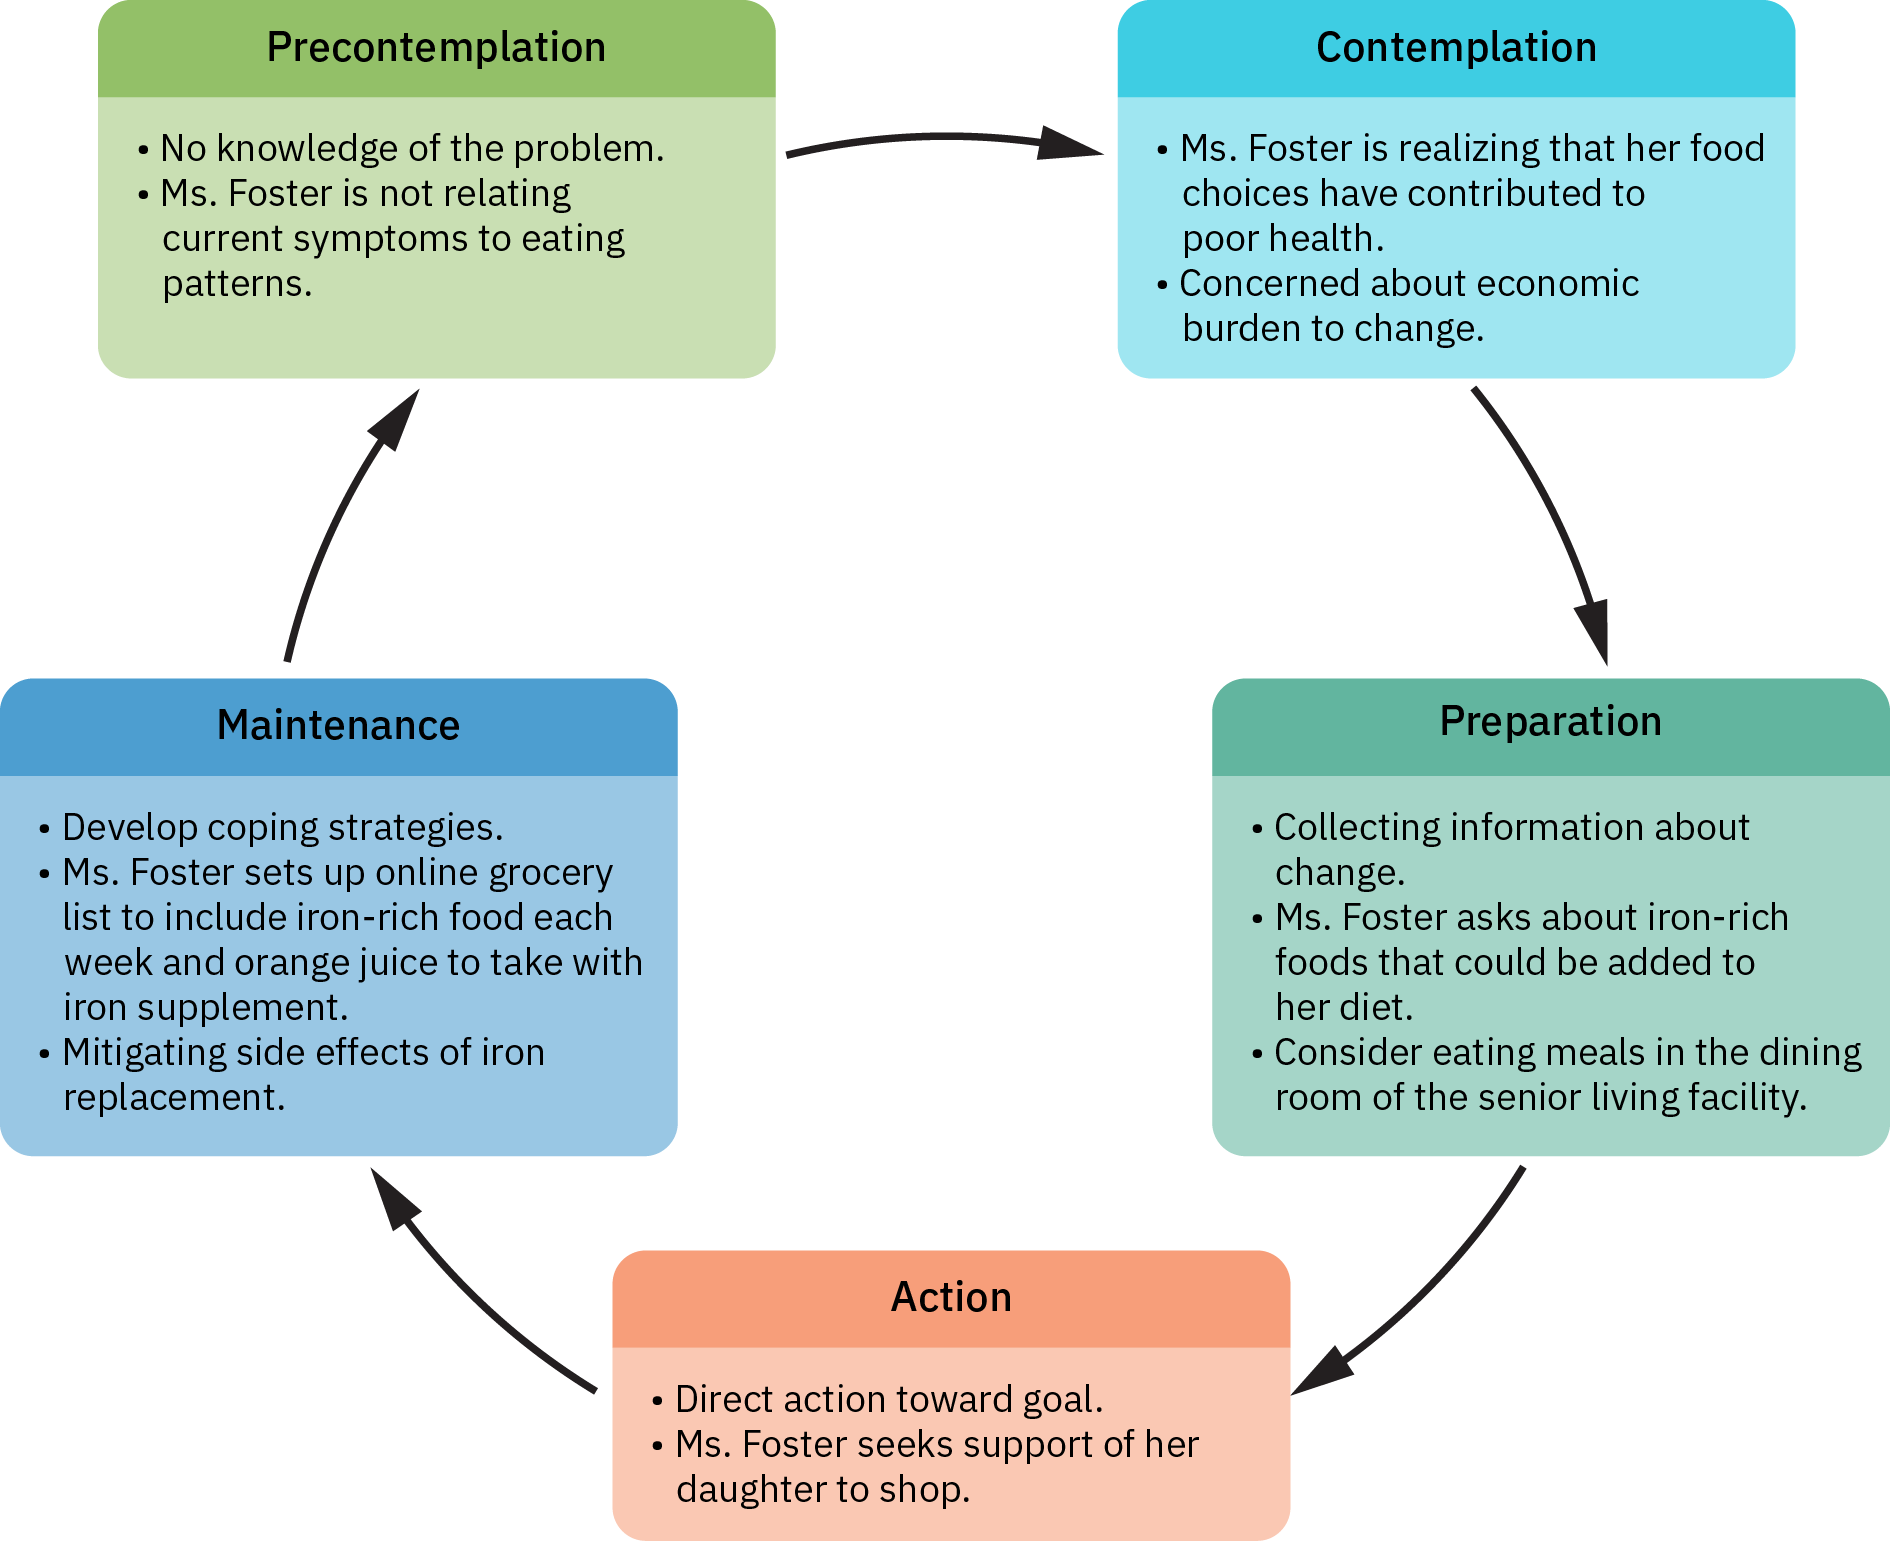 Precontemplation
• No knowledge of the problem.
• Ms. Foster is not relating
current symptoms to eating
patterns.
Contemplation
• Ms. Foster is realizing that her food
choices have contributed to
poor health.
• Concerned about economic
burden to change.
Preparation
• Collecting information about
change.
• Ms. Foster asks about iron-rich
foods that could be added to
her diet.
• Consider eating meals in the dining
room of the senior living facility.
Action
• Direct action toward goal.
• Ms. Foster seeks support of her
daughter to shop.
Maintenance
• Develop coping strategies.
• Ms. Foster sets up online grocery
list to include iron-rich food each
week and orange juice to take with
iron supplement.
• Mitigating side effects of iron
replacement.